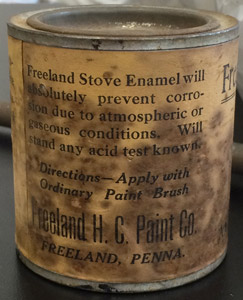 Freeland Stove Enamel will
absolutely prevent corro-
sion due to atmospheric or
gaseous conditions. Will
stand any acid test known.
Directions—Apply with
Ordinary Paint Brush
Freeland H. C. Paint Co.
FREELAND, PENNA.